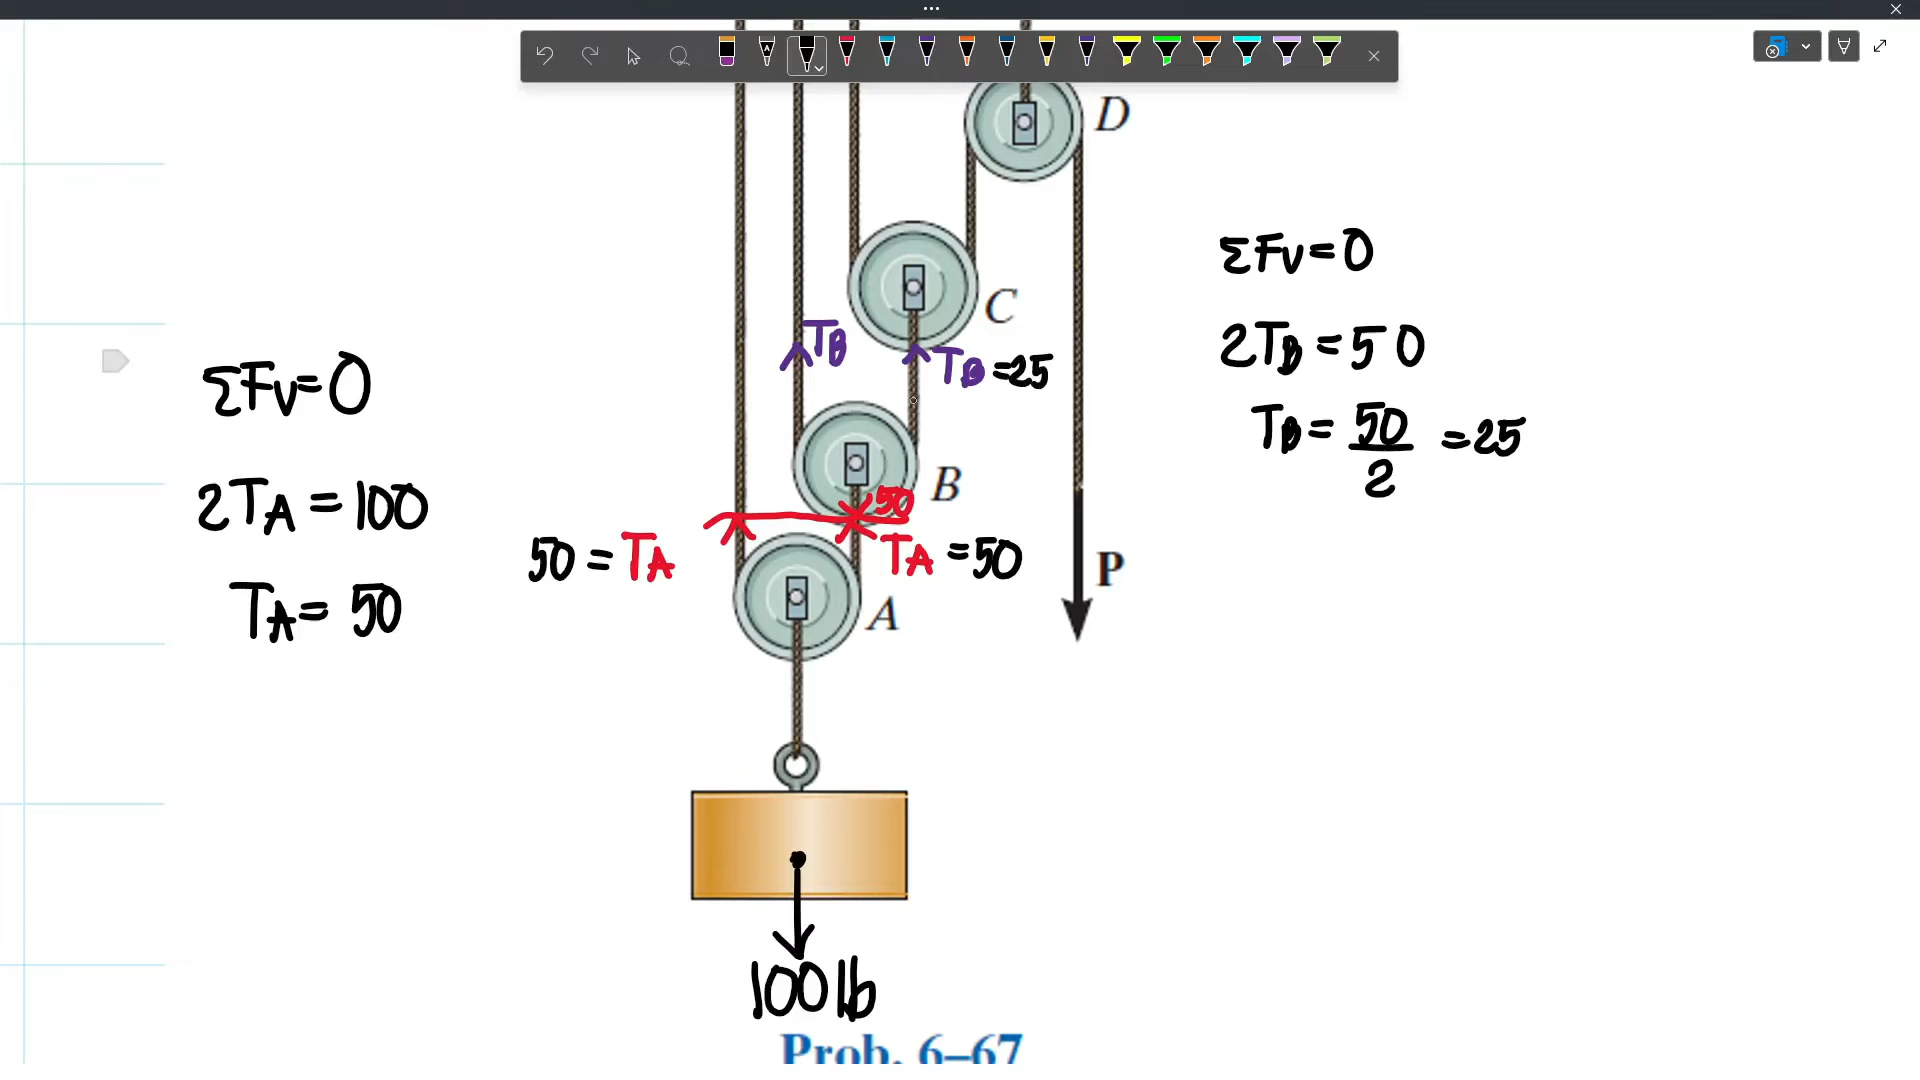 D
ΣFv=0
C
TB
TB=25
2TB=50
ΣFv=0
TB=50/2=25
B
2TA=100
50
50=TA
TA=50
P
TA=50
A
100lb
Prob. 6–67